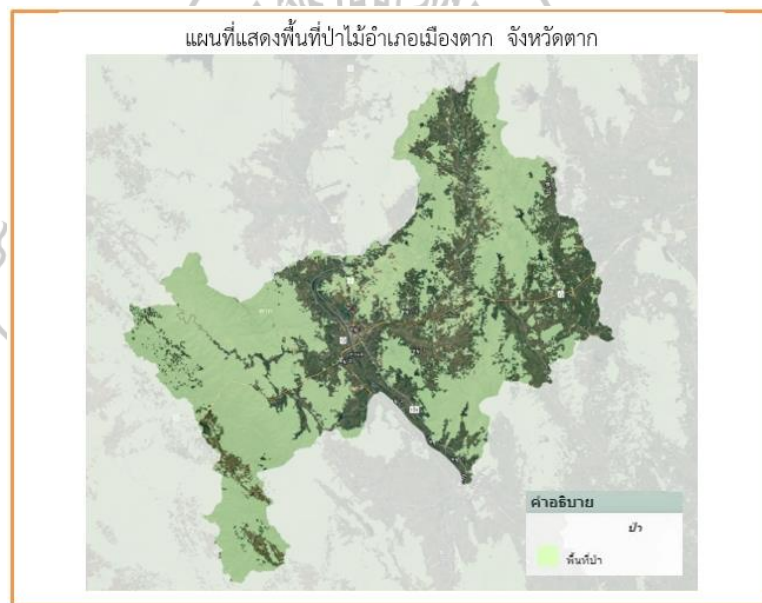 แผนที่แสดงพื้นที่ป่าไม้อำเภอเมืองตาก จังหวัดตาก
คำอธิบาย
ป่า
พื้นที่ป่า